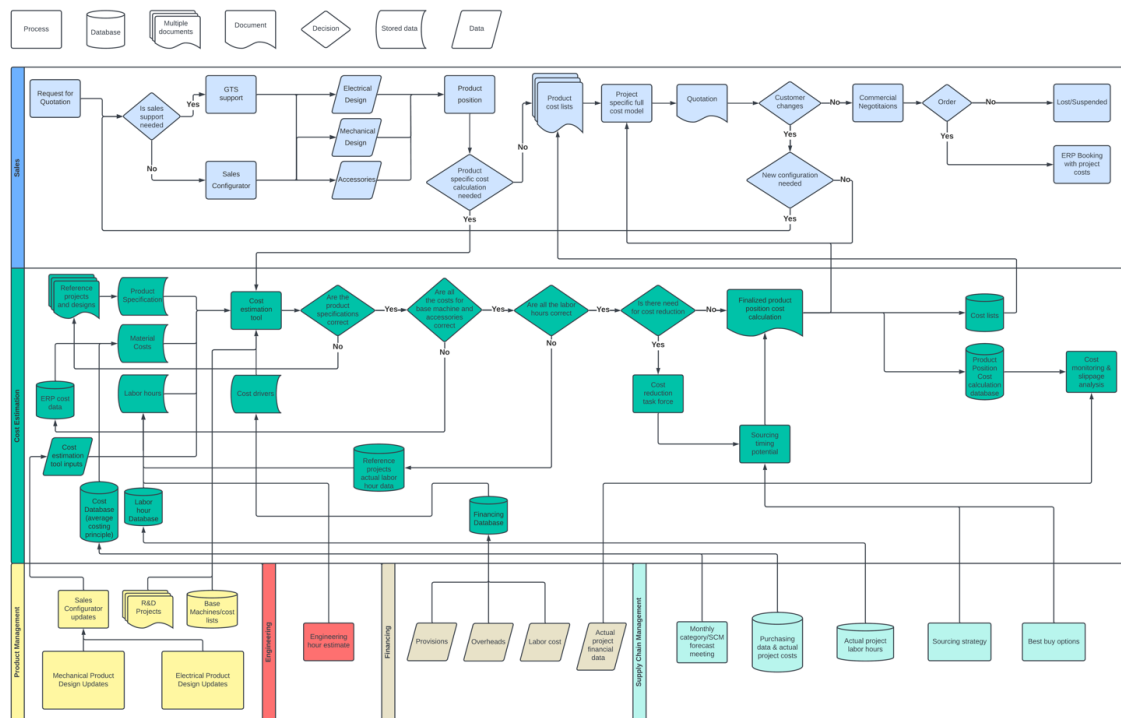 Process
Database
Multiple
documents
Document
Decision
Stored data
Data
Sales
Request for
Quotation
Is sales
support
needed
Yes
No
GTS
support
Sales
Configurator
Electrical
Design
Mechanical
Design
Accessories
Product
position
Product
specific cost
calculation
needed
No
Yes
Product
cost lists
Project
specific full
cost model
Quotation
Customer
changes
No
Yes
New configuration
needed
No
Yes
Commercial
Negotitaions
Order
No
Yes
Lost/Suspended
ERP Booking
with project
costs
Cost Estimation
Reference
projects
and designs
Product
Specification
Material
Costs
Labor hours
ERP cost
data
Cost
estimation
tool inputs
Cost
Database
(average
costing
principle)
Labor
hour
Database
Cost
estimation
tool
Cost drivers
Are the
product
specifications
correct
Yes
No
Are all
the costs for
base machine and
accessories
correct
Yes
No
Are all the labor
hours correct
Yes
No
Is there need
for cost reduction
No
Yes
Reference
projects
actual labor
hour data
Financing
Database
Cost
reduction
task force
Finalized product
position cost
calculation
Sourcing
timing
potential
Cost lists
Product
Position
Cost
calculation
database
Cost
monitoring &
slippage
analysis
Product Management
Sales
Configurator
updates
R&D
Projects
Base
Machines/cost
lists
Mechanical Product
Design Updates
Electrical Product
Design Updates
Engineering
Engineering
hour estimate
Financing
Provisions
Overheads
Labor cost
Actual
project
financial
data
Supply Chain Management
Monthly
category/SCM
forecast
meeting
Purchasing
data & actual
project costs
Actual project
labor hours
Sourcing strategy
Best buy options